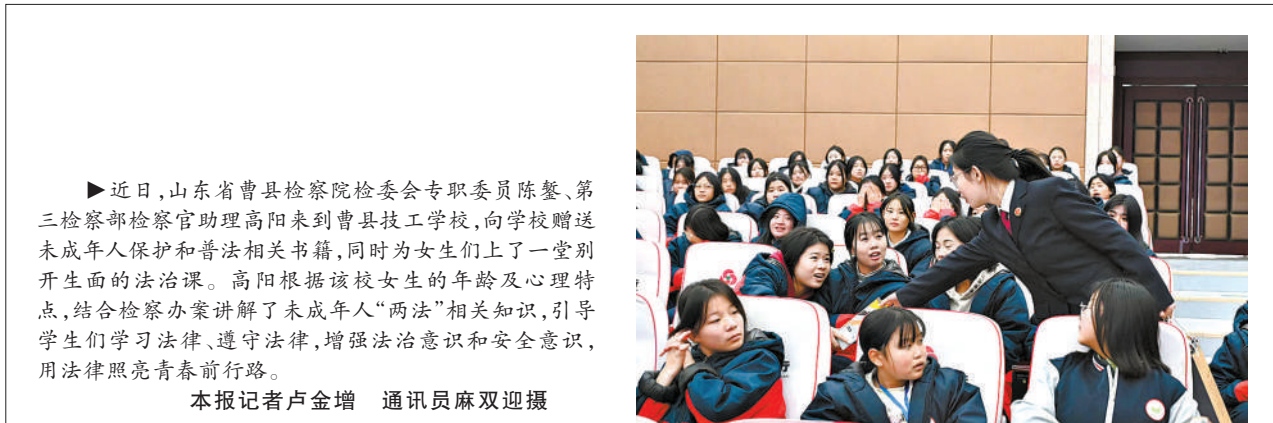 ▶近日,山东省曹县检察院检委会专职委员陈鋆、第
三检察部检察官助理高阳来到曹县技工学校,向学校赠送
未成年人保护和普法相关书籍,同时为女生们上了一堂别
开生面的法治课。高阳根据该校女生的年龄及心理特
点,结合检察办案讲解了未成年人“两法”相关知识,引导
学生们学习法律、遵守法律,增强法治意识和安全意识,
用法律照亮青春前行路。
本报记者卢金增　通讯员麻双迎摄